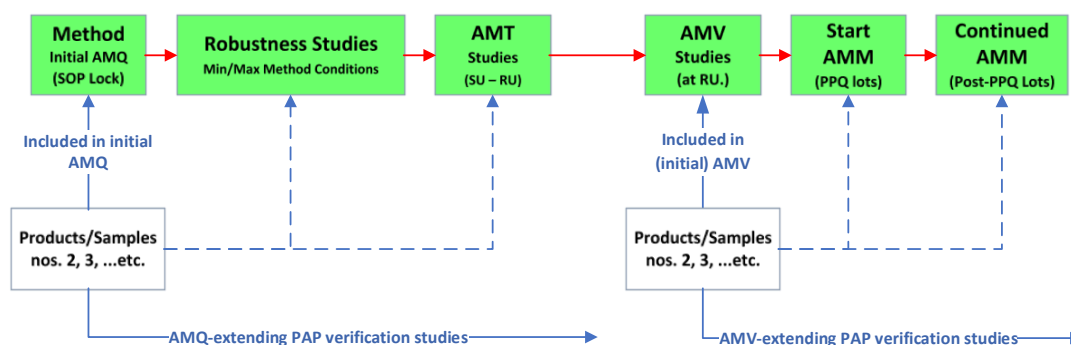 Method
Initial AMQ
(SOP Lock)
Robustness Studies
Min/Max Method Conditions
AMT
Studies
(SU – RU)
AMV
Studies
(at RU.)
Start
AMM
(PPQ lots)
Continued
AMM
(Post-PPQ Lots)
Included in initial
AMQ
Included in
(initial) AMV
Products/Samples
nos. 2, 3, ...etc.
Products/Samples
nos. 2, 3, ...etc.
AMQ-extending PAP verification studies
AMV-extending PAP verification studies